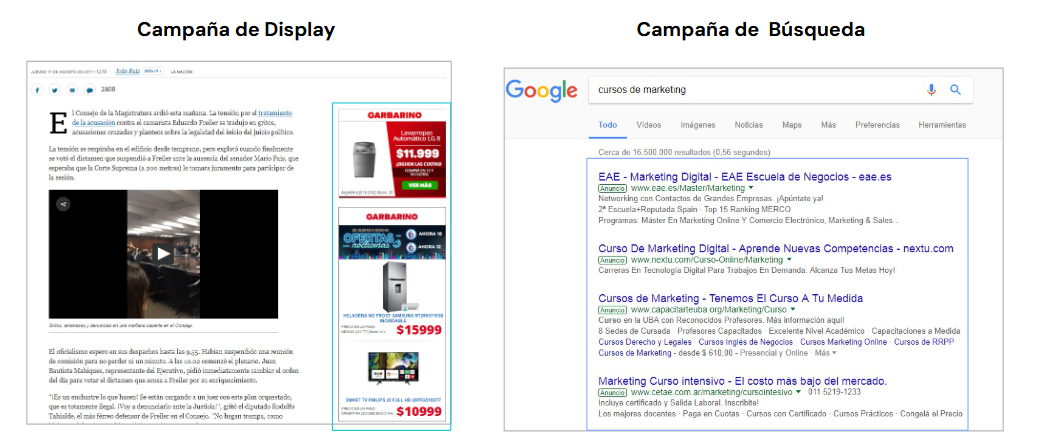 Campaña de Display
Campaña de Búsqueda
JUEVES 17 DE AGOSTO DE 2017 • 12:33
Iván Ruiz
LA NACION
2408
El Consejo de la Magistratura ardió esta mañana. La tensión por el tratamiento
de la acusación contra el camarista Eduardo Freiler se tradujo en gritos,
acusaciones cruzadas y planteos sobre la legalidad del inicio del juicio político.
La tensión se respiraba en el edificio desde temprano, pero explotó cuando finalmente
se votó el dictamen que suspendió a Freiler ante la ausencia del senador Mario Pais, que
esperaba que la Corte Suprema (a 200 metros) le tomara juramento para participar de
la sesión.
Gritos, amenazas y denuncias en una mañana caliente en el Consejo
El oficialismo esperó en sus despachos hasta las 9.55. Habían suspendido una reunión
de comisión para no perder ni un minuto. A las 10.02 comenzó el plenario. Juan
Bautista Mahiques, representante del Ejecutivo, pidió inmediatamente cambiar el orden
del día para votar el dictamen que acusa a Freiler por su enriquecimiento.
"¡Es un enchastre lo que hacen! Se están cargando a un juez con este plan orquestado,
que es totalmente ilegal. ¡Voy a denunciarlo ante la Justicia!", gritó el diputado Rodolfo
Tahialde, el más férreo defensor de Freiler en el Consejo. "No hagan trampa, como
GARBARINO
Lavarropas
Automático LG 8
$11.999
¡SEGUÍ EN LAS CUOTAS!
VER MÁS
GARBARINO
OFERTAS
nocturnas
AHORA 18
AHORA 12
HELADERA NO FROST SAMSUNG
INOXIDABLE
$15999
SMART TV PHILIPS
$10999
Google
cursos de marketing
Todo Vídeos Imágenes Noticias Maps Más Preferencias Herramientas
Cerca de 16.500.000 resultados (0,56 segundos)
EAE - Marketing Digital - EAE Escuela de Negocios - eae.es
Anuncio www.eae.es/Master/Marketing
Networking con Contactos de Grandes Empresas. ¡Apúntate ya!
2ª Escuela+Reputada Spain · Top 15 Ranking MERCO
Programas: Máster En Marketing Online Y Comercio Electrónico, Marketing & Sales...
Curso De Marketing Digital - Aprende Nuevas Competencias - nextu.com
Anuncio www.nextu.com/Curso-Online/Marketing
Carreras En Tecnología Digital Para Trabajos En Demanda. Alcanza Tus Metas Hoy!
Cursos de Marketing - Tenemos El Curso A Tu Medida
Anuncio www.capacitarteuba.org/Marketing/Curso
Curso en la UBA con Reconocidos Profesores. Más información aquí!
8 Sedes de Cursada · Profesores Capacitados · Excelente Nivel Académico · Capacitaciones a Medida
Cursos Derecho y Legales · Cursos Inglés de Negocios · Cursos Marketing Online · Cursos de RRPP
Cursos de Marketing - desde $ 610,00 - Presencial y Online · Más
Marketing Curso intensivo - El costo más bajo del mercado.
Anuncio www.cetae.com.ar/marketing/cursointesivo 011 5219-1233
Incluye certificado y Salida Laboral. Inscribite!
Los mejores docentes · Pago en Cuotas · Cursos con Certificado · Cursos Prácticos · Congelá el Precio